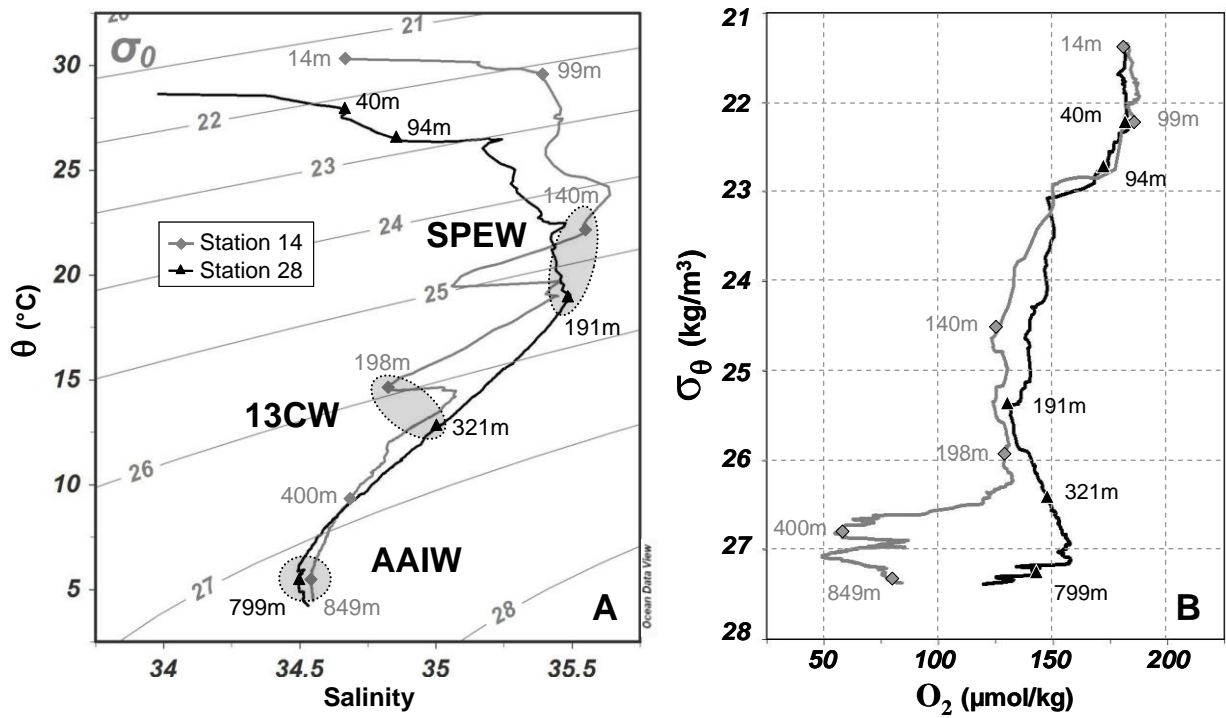 σ0
20
21
22
23
24
25
26
27
28
14m
99m
40m
94m
140m
SPEW
Station 14
Station 28
191m
198m
13CW
321m
400m
AAIW
799m
849m
A
Ocean Data View
30
25
20
15
10
5
θ (°C)
34
34.5
35
35.5
Salinity
21
22
23
24
25
26
27
28
σθ (kg/m³)
14m
40m
99m
94m
140m
191m
198m
321m
400m
849m
799m
B
50
100
150
200
O₂ (µmol/kg)